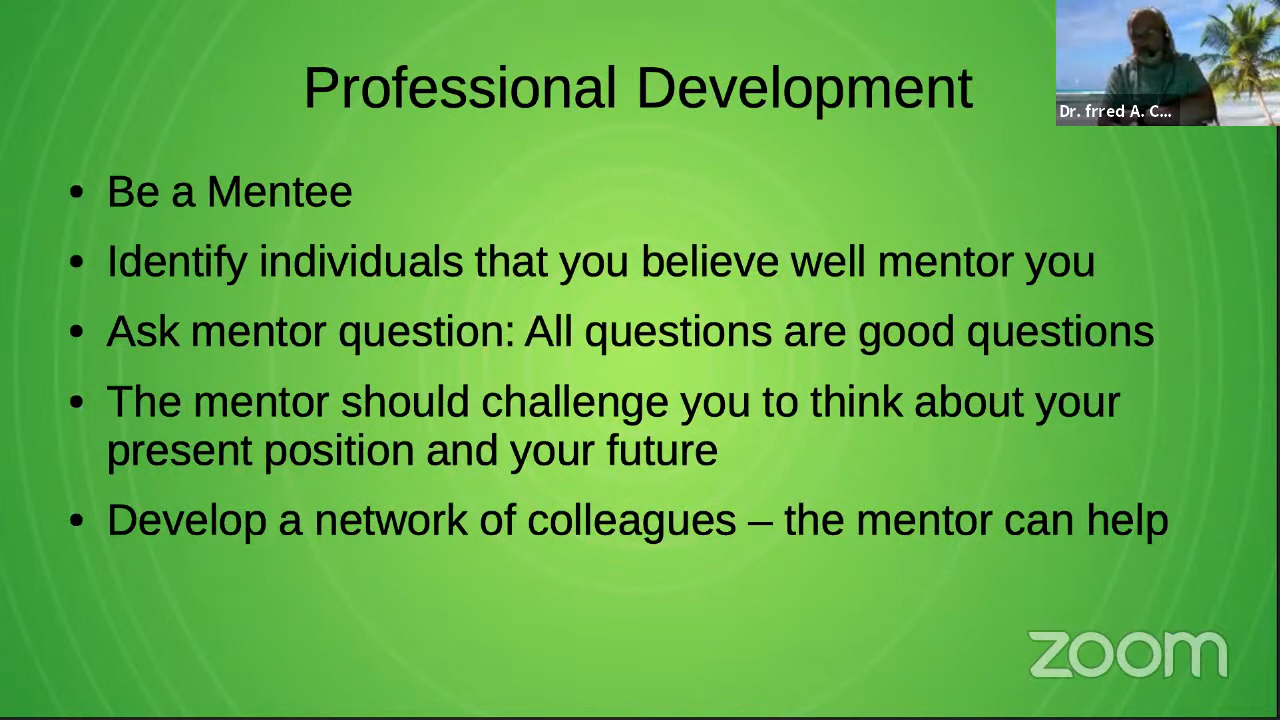 Professional Development
Dr. frred A. C...
• Be a Mentee
• Identify individuals that you believe well mentor you
• Ask mentor question: All questions are good questions
• The mentor should challenge you to think about your
present position and your future
• Develop a network of colleagues – the mentor can help
zoom